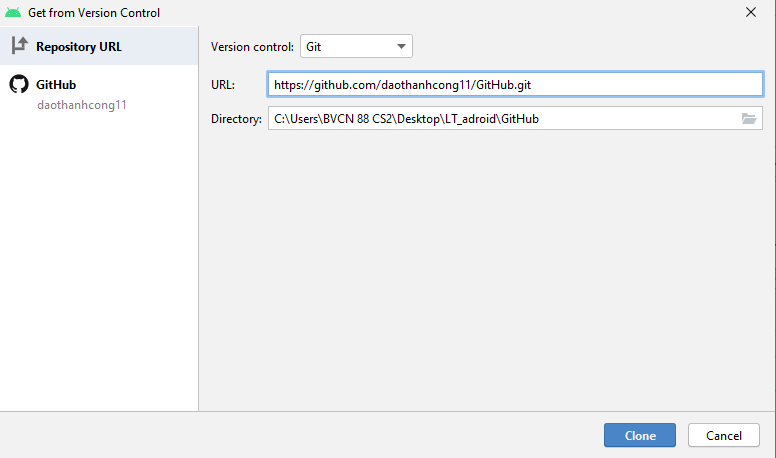 Get from Version Control
Repository URL
GitHub
daothanhcong11
Version control: Git
URL: https://github.com/daothanhcong11/GitHub.git
Directory: C:\Users\BVCN 88 CS2\Desktop\LT_adroid\GitHub
Clone Cancel